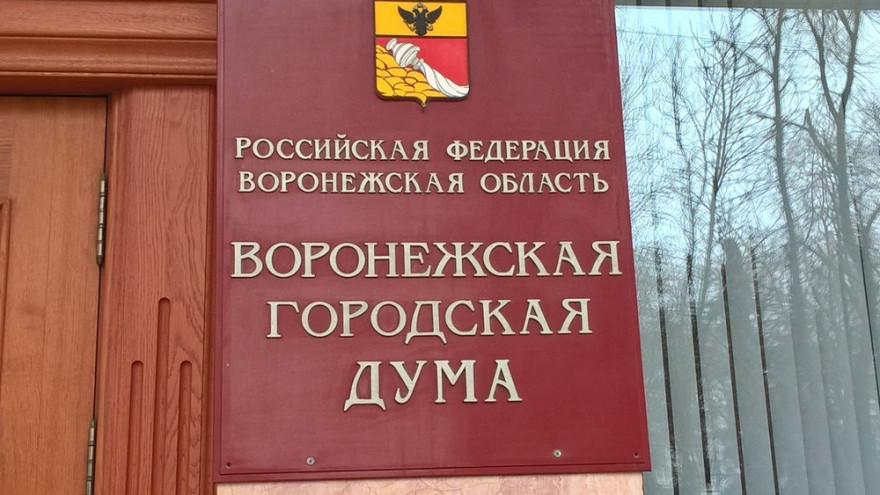 РОССИЙСКАЯ ФЕДЕРАЦИЯ
ВОРОНЕЖСКАЯ ОБЛАСТЬ
ВОРОНЕЖСКАЯ
ГОРОДСКАЯ
ДУМА